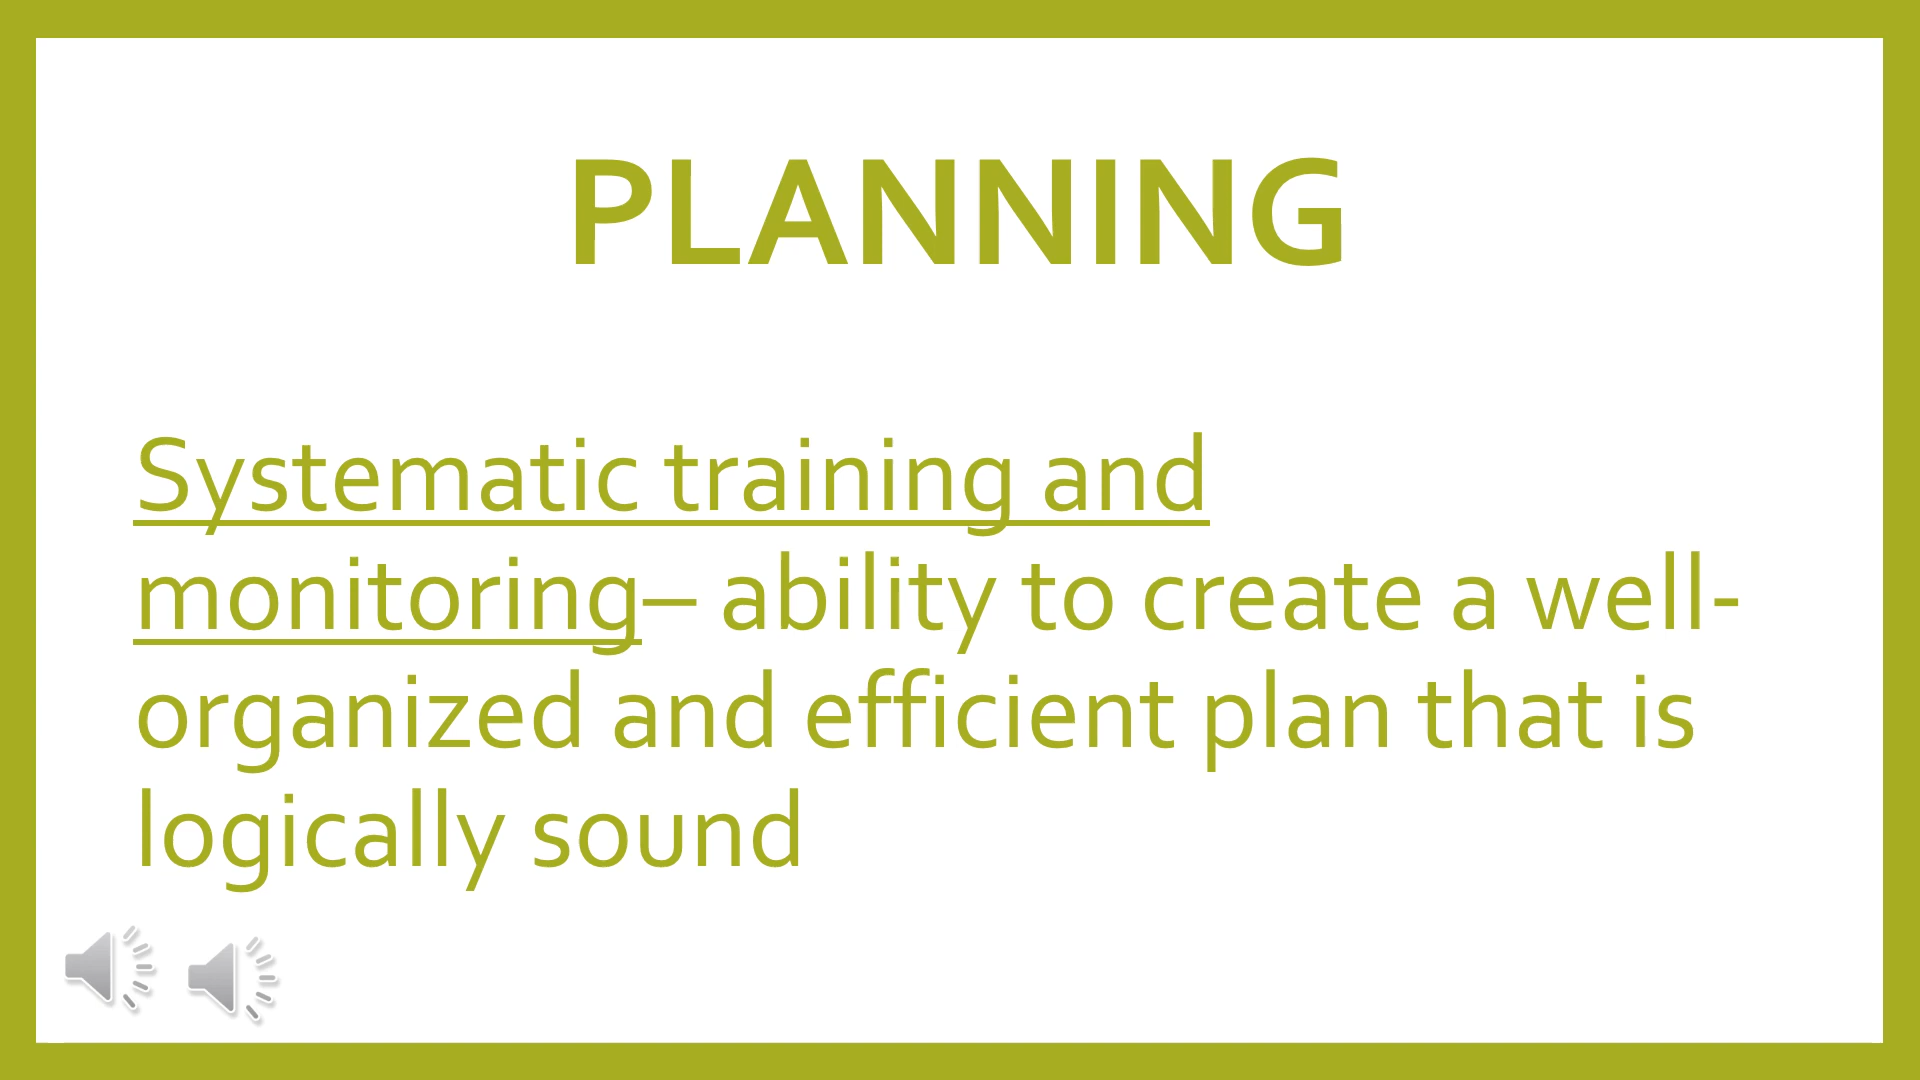 PLANNING
Systematic training and
monitoring– ability to create a well-
organized and efficient plan that is
logically sound